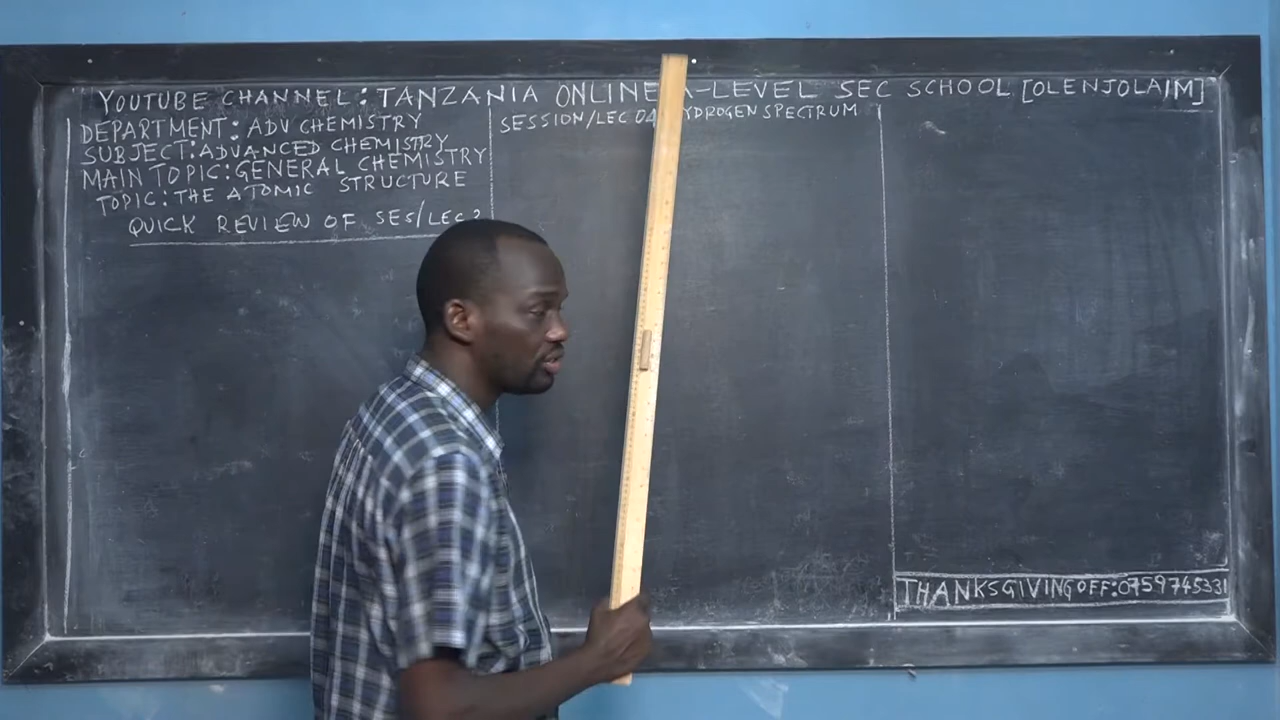 YOUTUBE CHANNEL: TANZANIA ONLINE A-LEVEL SEC SCHOOL [OLENJOLAIM]
DEPARTMENT: ADV CHEMISTRY
SUBJECT: ADVANCED CHEMISTRY
MAIN TOPIC: GENERAL CHEMISTRY
TOPIC: THE ATOMIC STRUCTURE
QUICK REVIEW OF SES/LEC
SESSION/LEC 04 HYDROGEN SPECTRUM
THANKSGIVING OFF: 0759745331